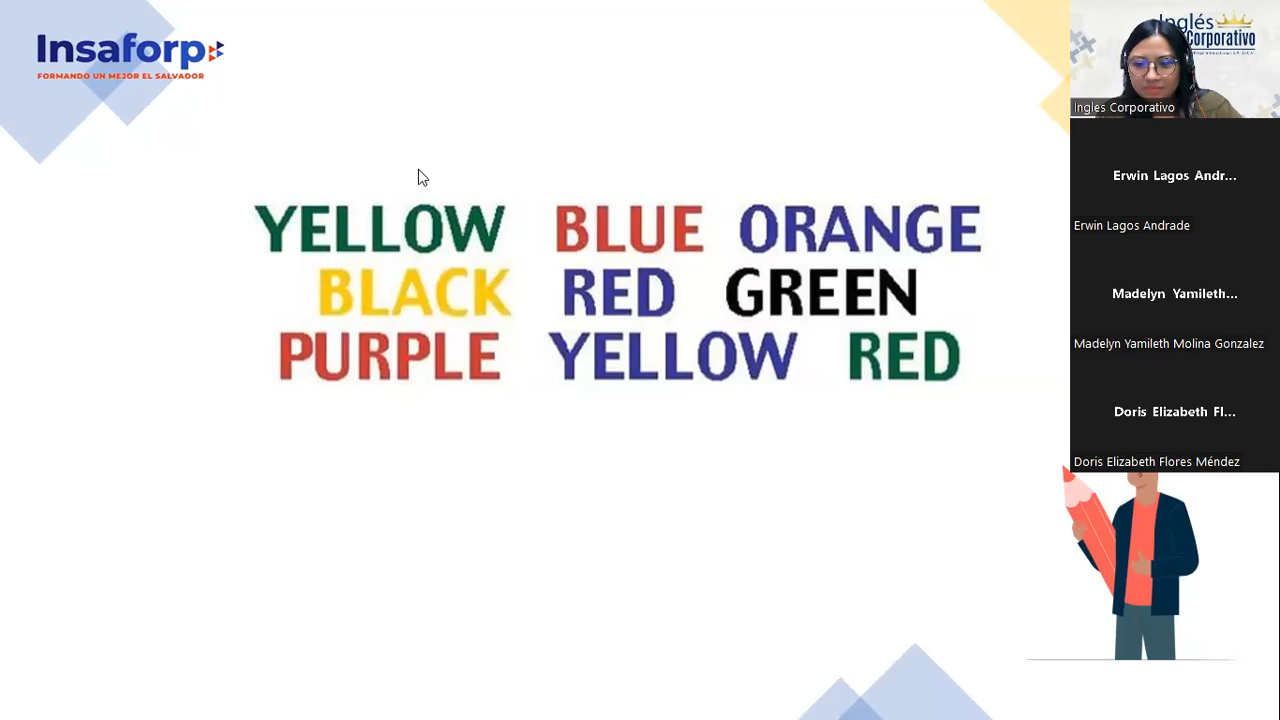 Insaforp
FORMANDO UN MEJOR EL SALVADOR
YELLOW BLUE ORANGE
BLACK RED GREEN
PURPLE YELLOW RED
Inglés
Corporativo
Ingles Corporativo
Erwin Lagos Andr...
Erwin Lagos Andrade
Madelyn Yamileth...
Madelyn Yamileth Molina Gonzalez
Doris Elizabeth Fl...
Doris Elizabeth Flores Méndez